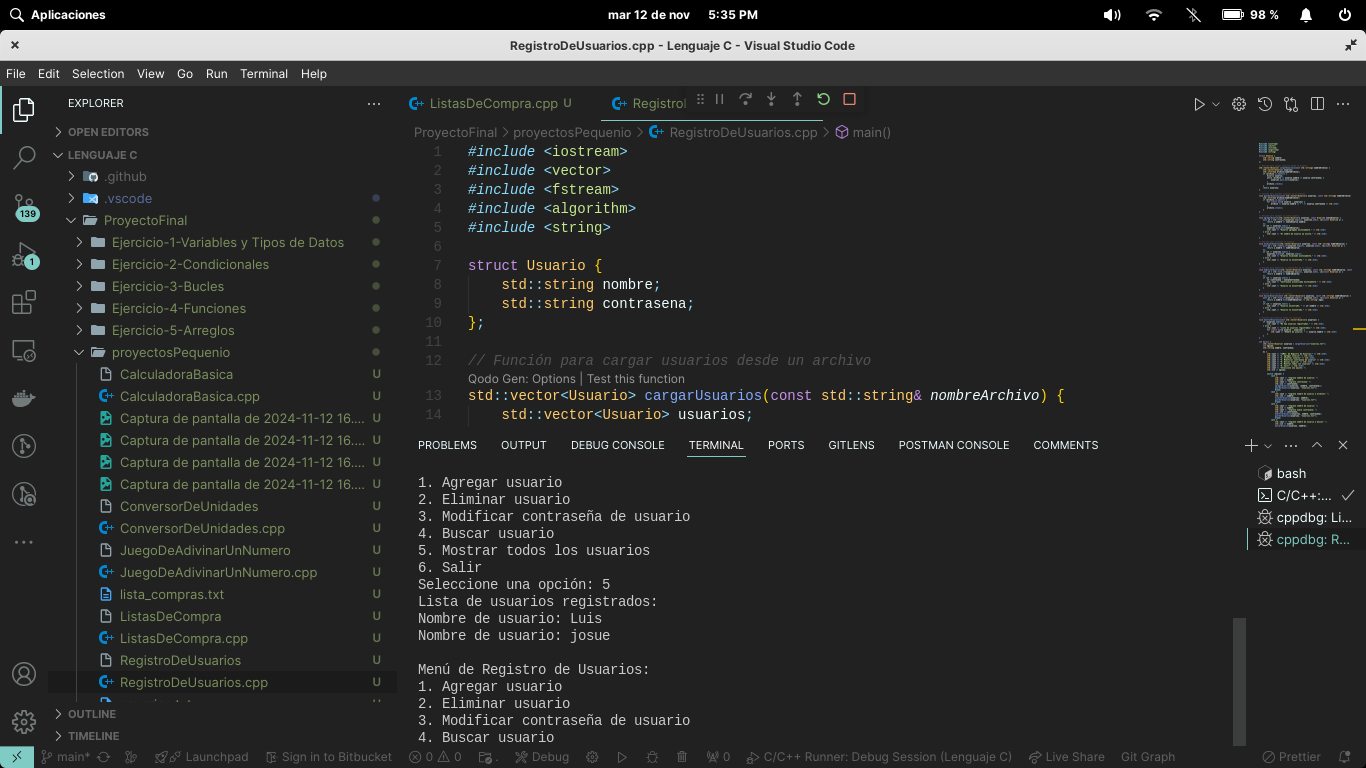 Aplicaciones
mar 12 de nov 5:35 PM
98 %
RegistroDeUsuarios.cpp - Lenguaje C - Visual Studio Code
File Edit Selection View Go Run Terminal Help
EXPLORER
OPEN EDITORS
LENGUAJE C
.github
.vscode
ProyectoFinal
Ejercicio-1-Variables y Tipos de Datos
Ejercicio-2-Condicionales
Ejercicio-3-Bucles
Ejercicio-4-Funciones
Ejercicio-5-Arreglos
proyectosPequenio
CalculadoraBasica U
CalculadoraBasica.cpp U
Captura de pantalla de 2024-11-12 16.... U
Captura de pantalla de 2024-11-12 16.... U
Captura de pantalla de 2024-11-12 16.... U
Captura de pantalla de 2024-11-12 16.... U
ConversorDeUnidades U
ConversorDeUnidades.cpp U
JuegoDeAdivinarUnNumero U
JuegoDeAdivinarUnNumero.cpp U
lista_compras.txt U
ListasDeCompra U
ListasDeCompra.cpp U
RegistroDeUsuarios U
RegistroDeUsuarios.cpp U
OUTLINE
TIMELINE
139
1
ListasDeCompra.cpp U
Registro
ProyectoFinal > proyectosPequenio > RegistroDeUsuarios.cpp > main()
1 #include <iostream>
2 #include <vector>
3 #include <fstream>
4 #include <algorithm>
5 #include <string>
6
7 struct Usuario {
8 std::string nombre;
9 std::string contrasena;
10 };
11
12 // Función para cargar usuarios desde un archivo
Qodo Gen: Options | Test this function
13 std::vector<Usuario> cargarUsuarios(const std::string& nombreArchivo) {
14 std::vector<Usuario> usuarios;
PROBLEMS OUTPUT DEBUG CONSOLE TERMINAL PORTS GITLENS POSTMAN CONSOLE COMMENTS
1. Agregar usuario
2. Eliminar usuario
3. Modificar contraseña de usuario
4. Buscar usuario
5. Mostrar todos los usuarios
6. Salir
Seleccione una opción: 5
Lista de usuarios registrados:
Nombre de usuario: Luis
Nombre de usuario: josue
Menú de Registro de Usuarios:
1. Agregar usuario
2. Eliminar usuario
3. Modificar contraseña de usuario
4. Buscar usuario
bash
C/C++:...
cppdbg: Li...
cppdbg: R...
main* Launchpad Sign in to Bitbucket 0 0 . Debug 0 C/C++ Runner: Debug Session (Lenguaje C) Live Share Git Graph Prettier